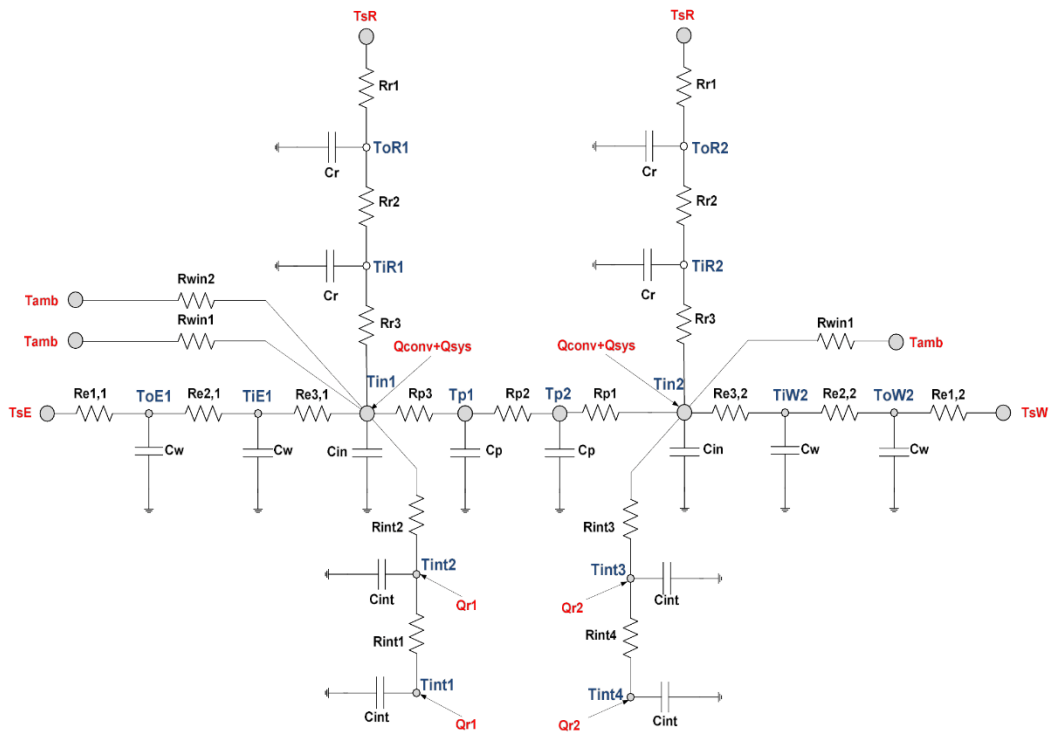 TsR TsR
Rr1 Rr1
ToR1 ToR2
Cr Cr
Rr2 Rr2
TiR1 TiR2
Cr Cr
Rwin2
Tamb
Rr3 Rr3
Rwin1 Rwin1
Tamb Tamb
Qconv+Qsys Qconv+Qsys
Tin1 Tin2
Re1,1 ToE1 Re2,1 TiE1 Re3,1 Rp3 Tp1 Rp2 Tp2 Rp1 Re3,2 TiW2 Re2,2 ToW2 Re1,2
TsE TsW
Cw Cw Cin Cp Cp Cin Cw Cw
Rint2 Rint3
Tint2 Tint3
Cint Cint
Qr1 Qr2
Rint1 Rint4
Tint1 Tint4
Cint Cint
Qr1 Qr2